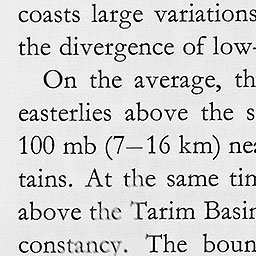 coasts large variations
the divergence of low-
On the average, th
easterlies above the s
100 mb (7–16 km) nea
tains. At the same tim
above the Tarim Basin
constancy. The boun